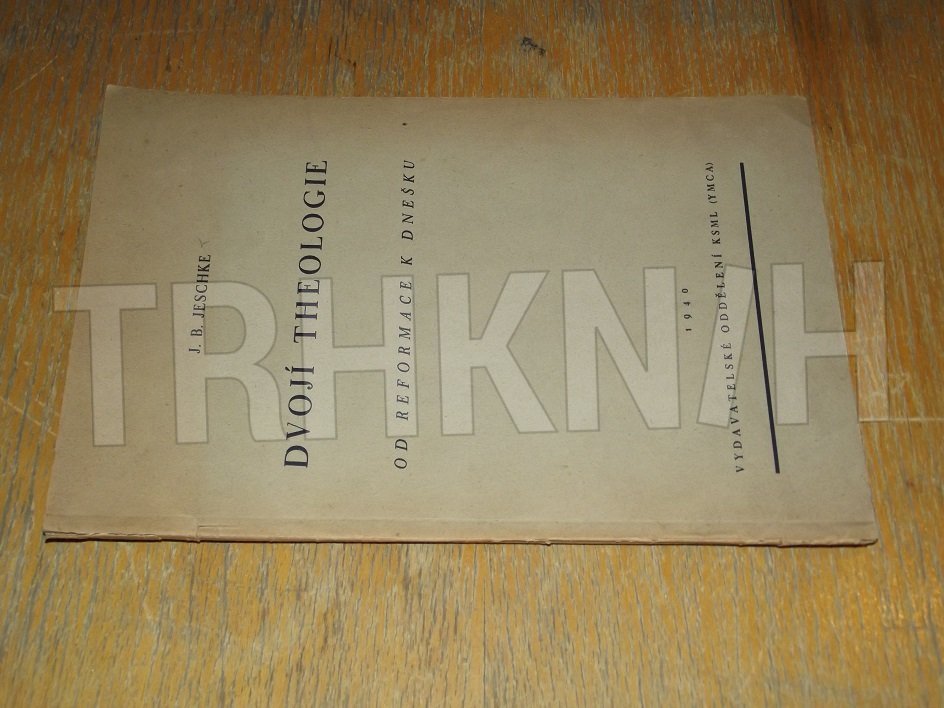 J. B. JESCHKE
DVOJÍ THEOLOGIE
OD REFORMACE K DNEŠKU
1940
VYDAVATELSKÉ ODDĚLENÍ KSML (YMCA)
TRHKNIH